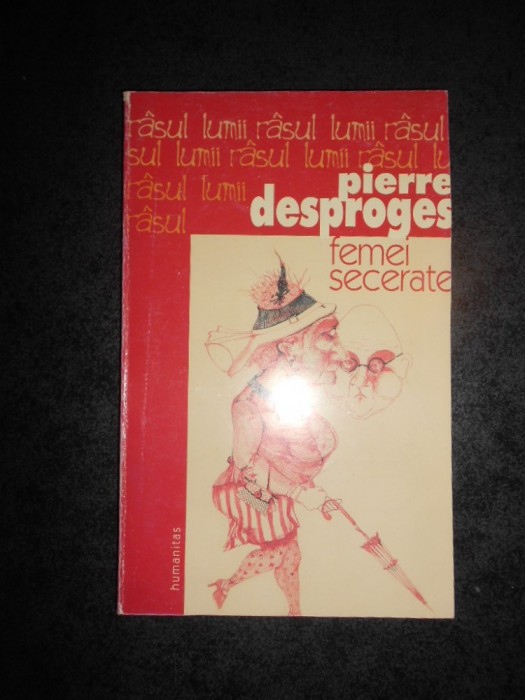 râsul lumii râsul lumii râsul
sul lumii râsul lumii râsul lu
râsul lumii
râsul
pierre
desproges
femei
secerate
humanitas